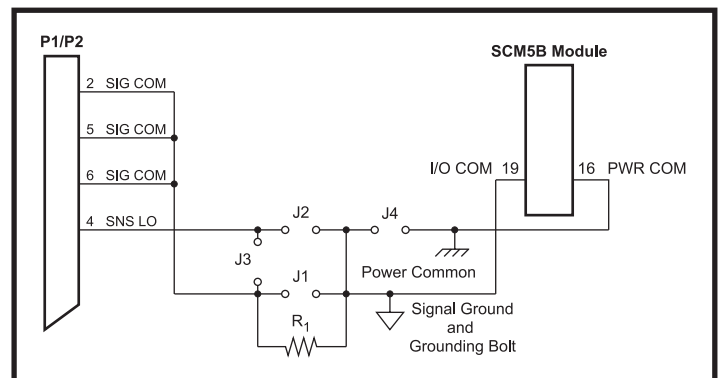 P1/P2
SCM5B Module
2 SIG COM
5 SIG COM
6 SIG COM
I/O COM 19
16 PWR COM
4 SNS LO
J2
J4
J3
Power Common
J1
Signal Ground
and
Grounding Bolt
R1